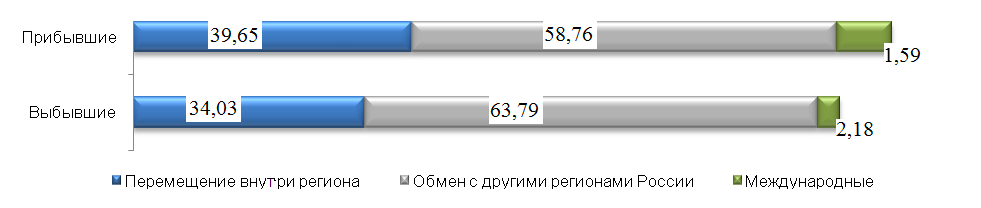 Прибывшие 39,65 58,76 1,59
Выбывшие 34,03 63,79 2,18
Перемещение внутри региона Обмен с другими регионами России Международные